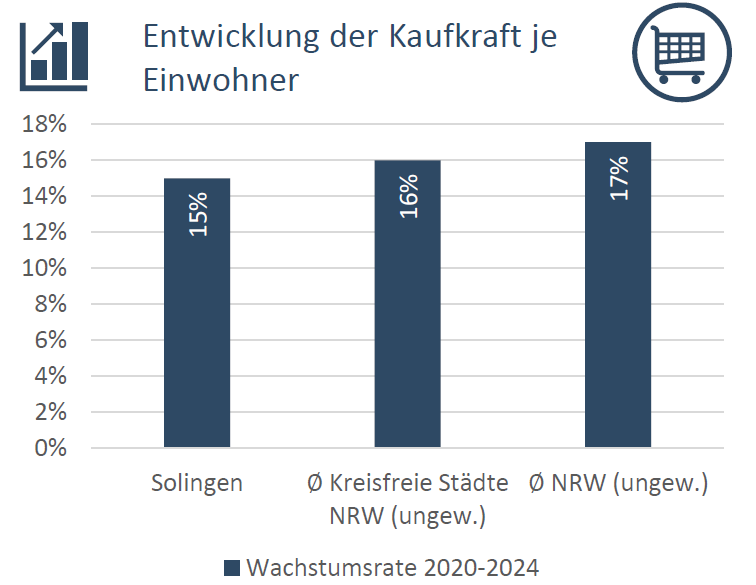 Entwicklung der Kaufkraft je
Einwohner
18%
16%
14%
12%
10%
8%
6%
4%
2%
0%
15%
16%
17%
Solingen
Ø Kreisfreie Städte
NRW (ungew.)
Ø NRW (ungew.)
Wachstumsrate 2020-2024